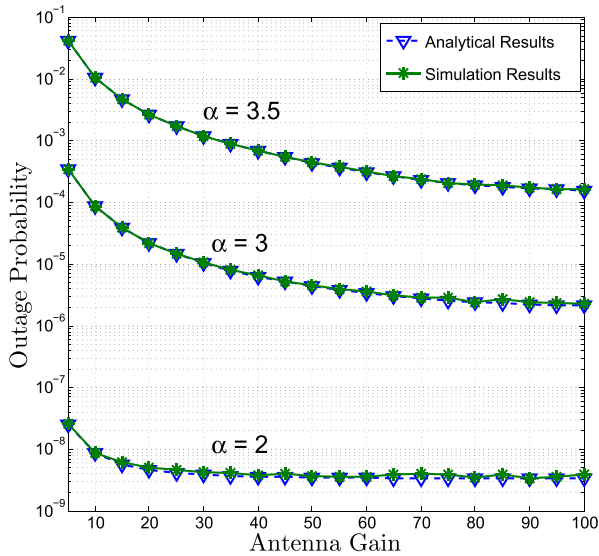 Analytical Results
Simulation Results
Outage Probability
10⁻¹
10⁻²
10⁻³
10⁻⁴
10⁻⁵
10⁻⁶
10⁻⁷
10⁻⁸
10⁻⁹
α = 3.5
α = 3
α = 2
10 20 30 40 50 60 70 80 90 100
Antenna Gain